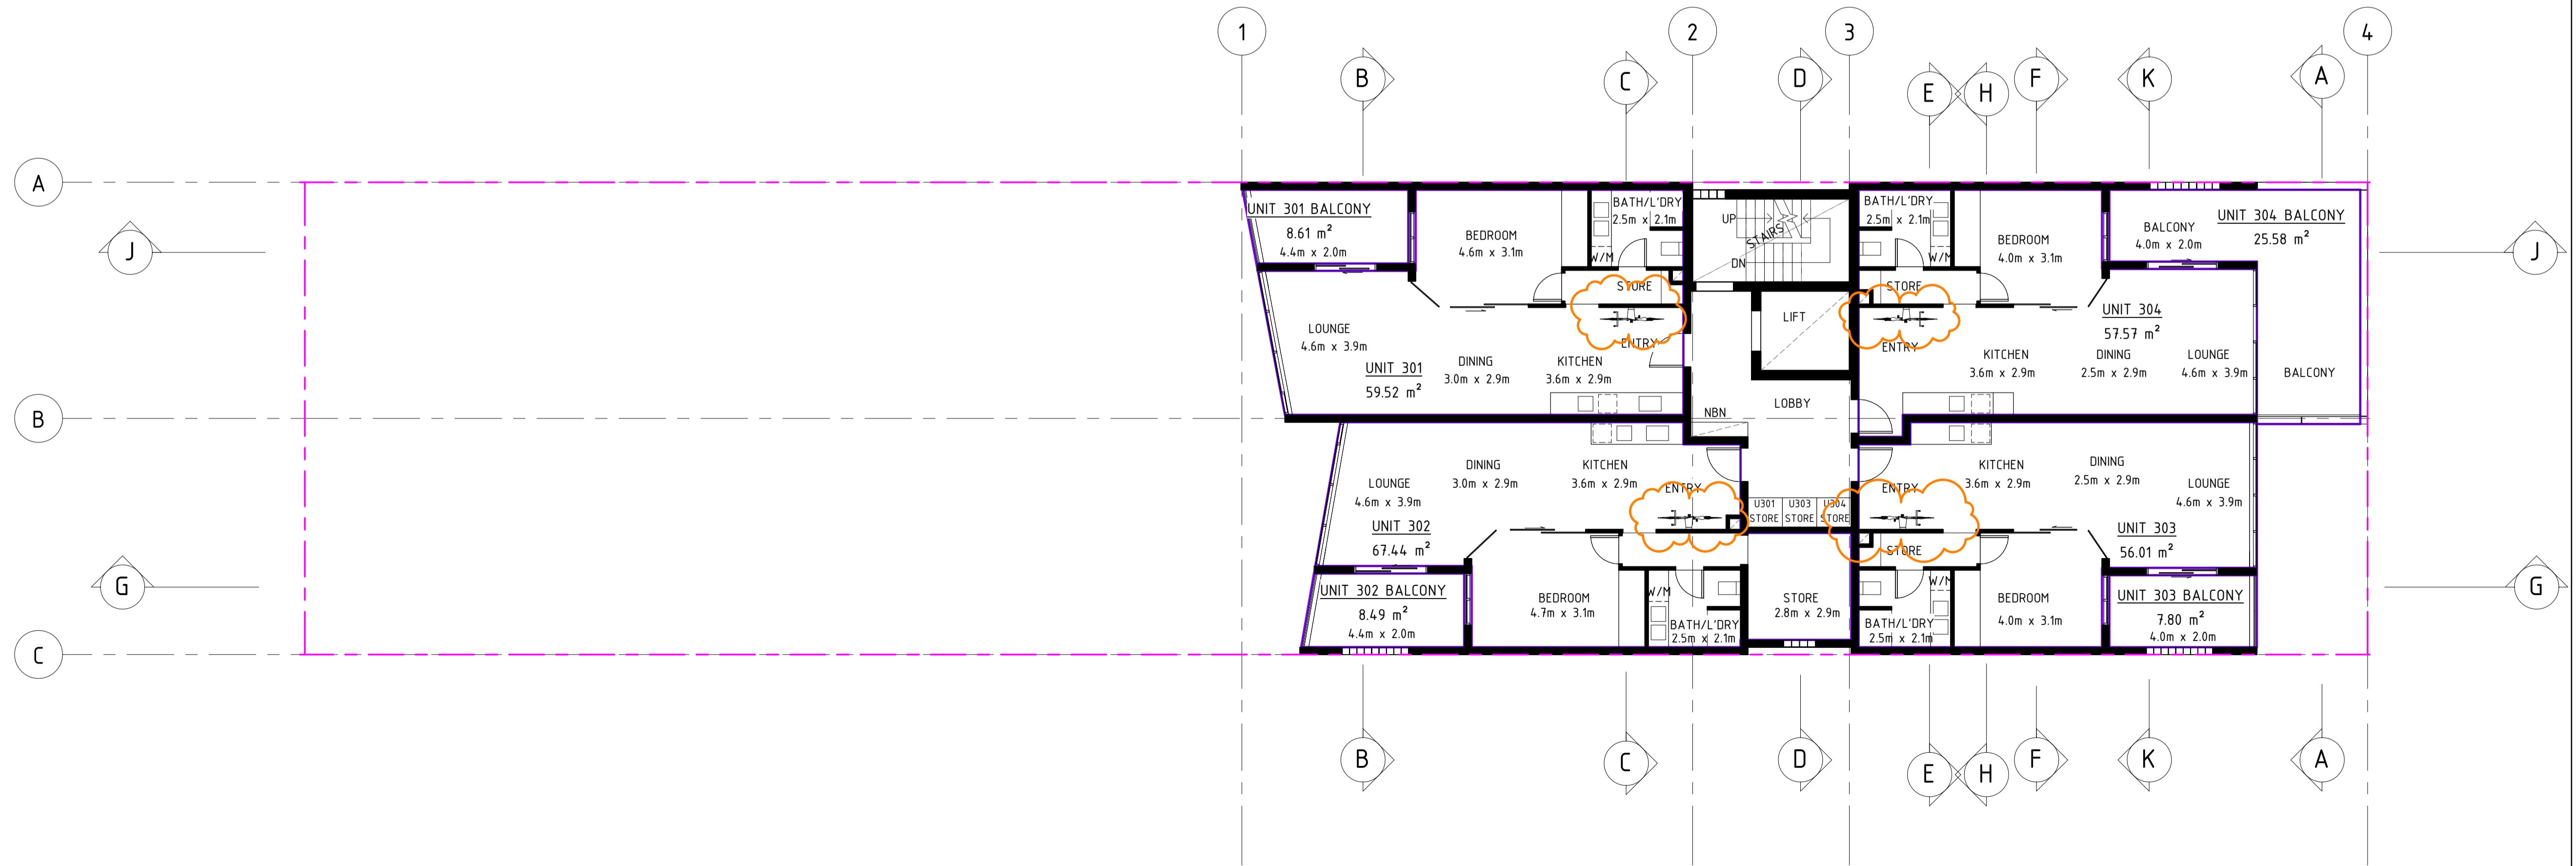 1
2
3
4
B
C
D
E
H
F
K
A
A
J
J
B
G
G
C
UNIT 301 BALCONY
8.61 m²
4.4m x 2.0m
BEDROOM
4.6m x 3.1m
BATH/L'DRY
2.5m x 2.1m
W/M
STORE
LOUNGE
4.6m x 3.9m
UNIT 301
59.52 m²
DINING
3.0m x 2.9m
KITCHEN
3.6m x 2.9m
ENTRY
UP
STAIRS
DN
LIFT
LOBBY
NBN
BATH/L'DRY
2.5m x 2.1m
W/M
STORE
BEDROOM
4.0m x 3.1m
BALCONY
4.0m x 2.0m
UNIT 304 BALCONY
25.58 m²
UNIT 304
57.57 m²
ENTRY
KITCHEN
3.6m x 2.9m
DINING
2.5m x 2.9m
LOUNGE
4.6m x 3.9m
BALCONY
LOUNGE
4.6m x 3.9m
DINING
3.0m x 2.9m
KITCHEN
3.6m x 2.9m
ENTRY
UNIT 302
67.44 m²
UNIT 302 BALCONY
8.49 m²
4.4m x 2.0m
BEDROOM
4.7m x 3.1m
W/M
BATH/L'DRY
2.5m x 2.1m
U301
STORE
U303
STORE
U304
STORE
STORE
2.8m x 2.9m
ENTRY
KITCHEN
3.6m x 2.9m
DINING
2.5m x 2.9m
LOUNGE
4.6m x 3.9m
UNIT 303
56.01 m²
STORE
W/M
BATH/L'DRY
2.5m x 2.1m
BEDROOM
4.0m x 3.1m
UNIT 303 BALCONY
7.80 m²
4.0m x 2.0m
B
C
D
E
H
F
K
A